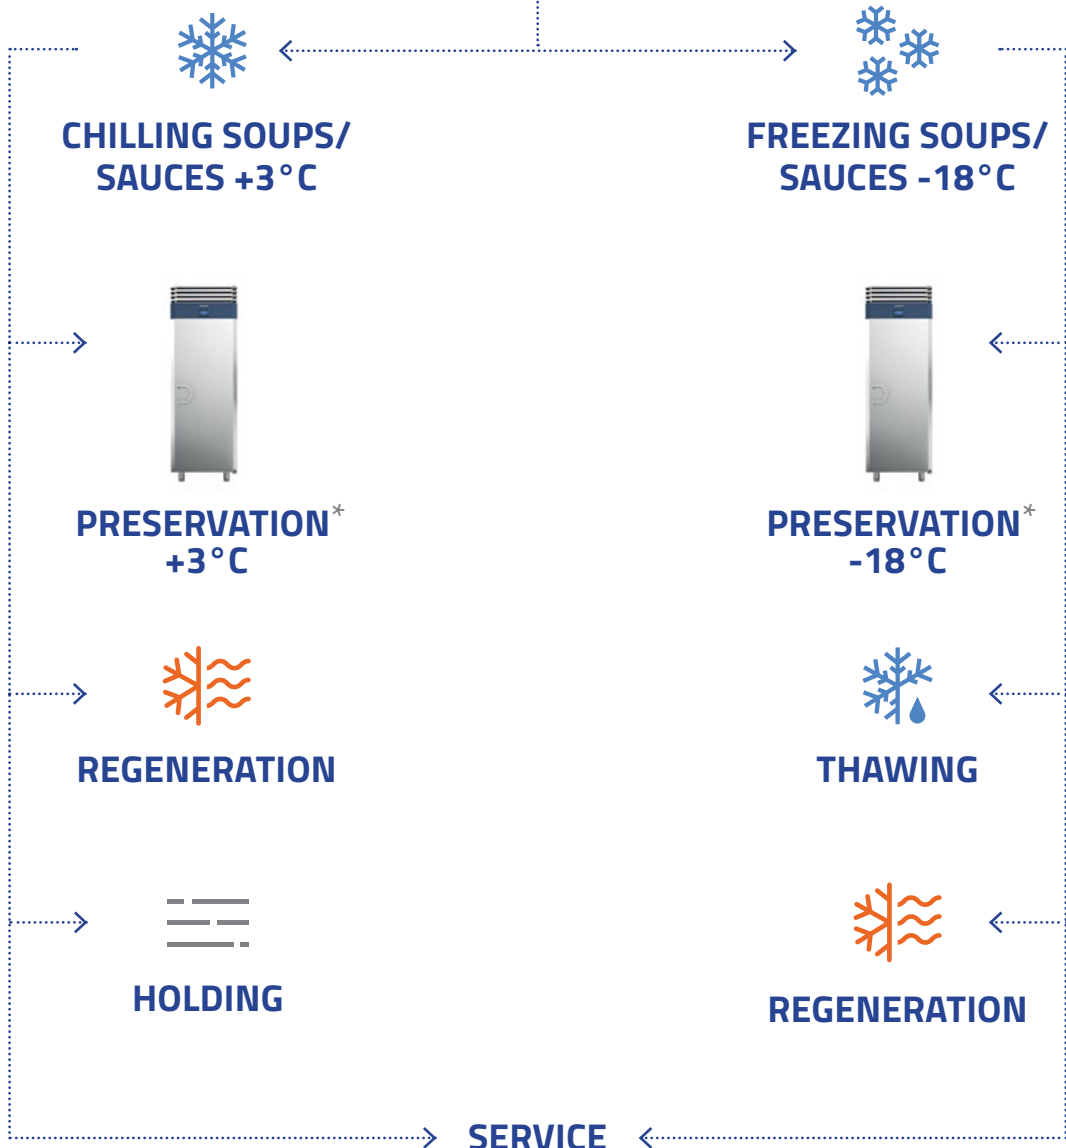 CHILLING SOUPS/
SAUCES +3°C
FREEZING SOUPS/
SAUCES -18°C
PRESERVATION*
+3°C
PRESERVATION*
-18°C
REGENERATION
THAWING
HOLDING
REGENERATION
SERVICE